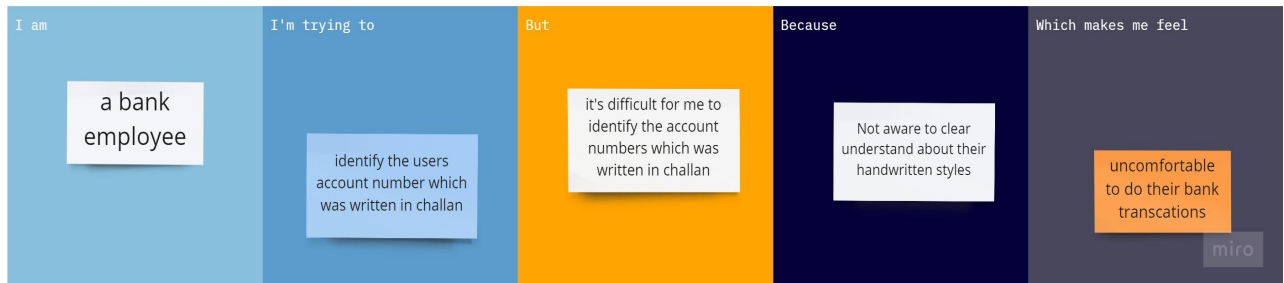 I am
a bank
employee
I'm trying to
identify the users
account number which
was written in challan
But
it's difficult for me to
identify the account
numbers which was
written in challan
Because
Not aware to clear
understand about their
handwritten styles
Which makes me feel
uncomfortable
to do their bank
transcations
miro